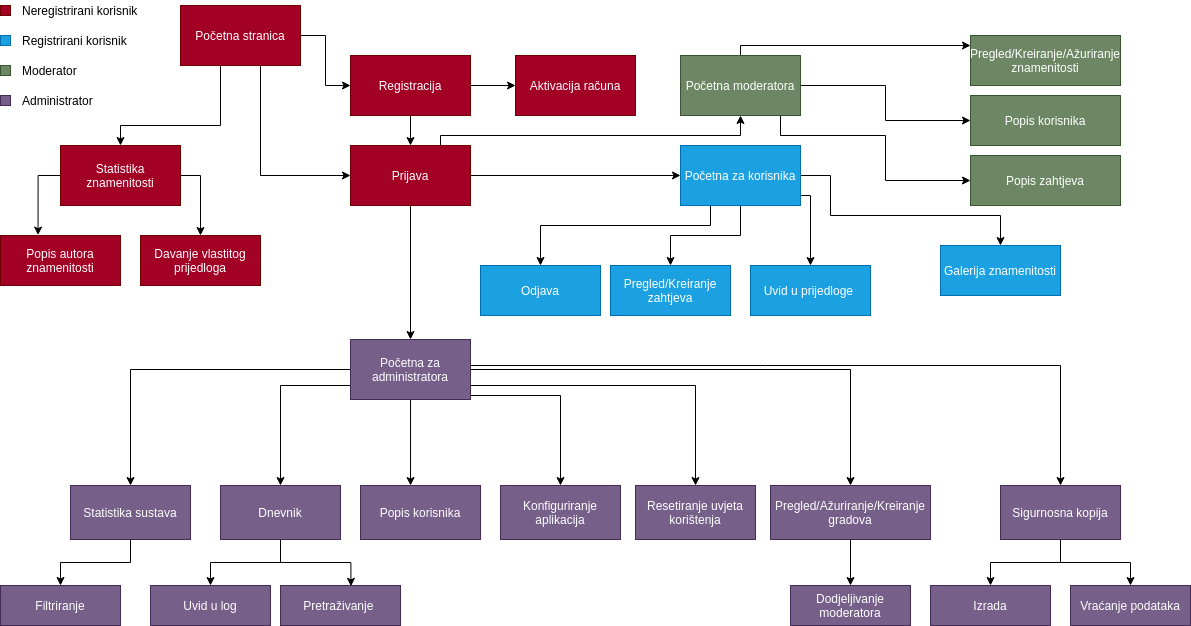 Neregistrirani korisnik
Registrirani korisnik
Moderator
Administrator
Početna stranica
Registracija
Aktivacija računa
Početna moderatora
Pregled/Kreiranje/Ažuriranje
znamenitosti
Popis korisnika
Popis zahtjeva
Statistika
znamenitosti
Prijava
Početna za korisnika
Popis autora
znamenitosti
Davanje vlastitog
prijedloga
Odjava
Pregled/Kreiranje
zahtjeva
Uvid u prijedloge
Galerija znamenitosti
Početna za
administratora
Statistika sustava
Dnevnik
Popis korisnika
Konfiguriranje
aplikacija
Resetiranje uvjeta
korištenja
Pregled/Ažuriranje/Kreiranje
gradova
Sigurnosna kopija
Filtriranje
Uvid u log
Pretraživanje
Dodjeljivanje
moderatora
Izrada
Vraćanje podataka